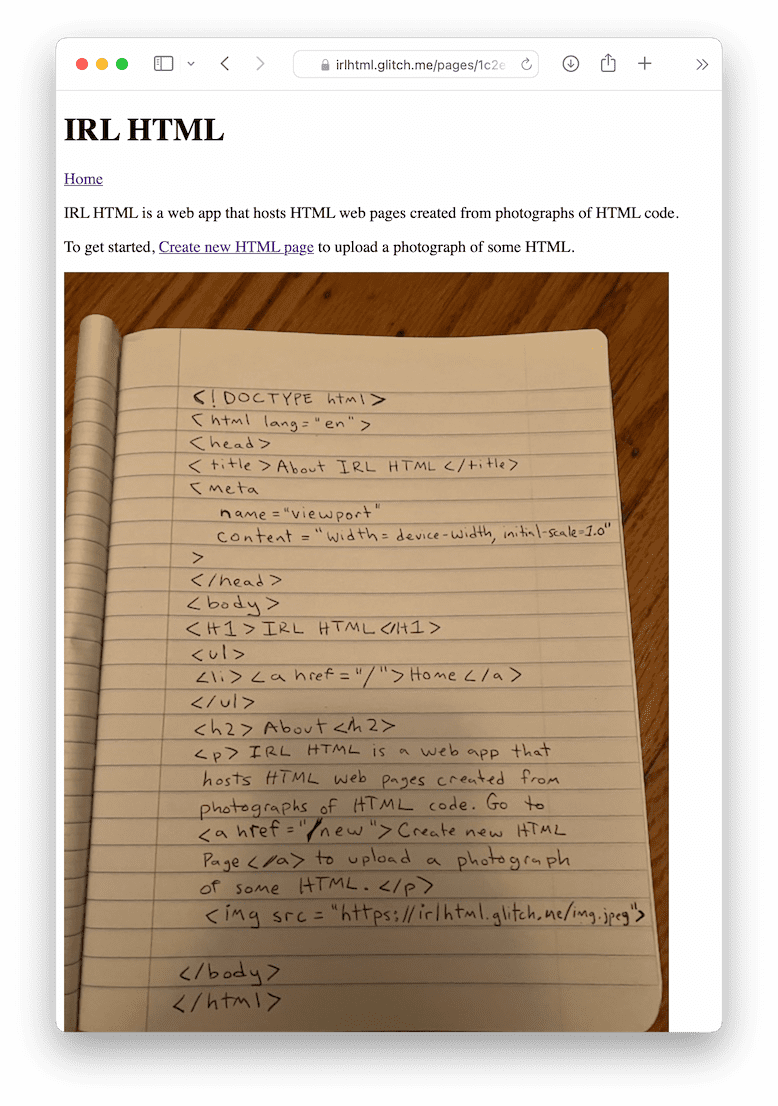 irlhtml.glitch.me/pages/1c2e
IRL HTML
Home
IRL HTML is a web app that hosts HTML web pages created from photographs of HTML code.
To get started, Create new HTML page to upload a photograph of some HTML.
<!DOCTYPE html>
<html lang="en">
<head>
<title>About IRL HTML</title>
<meta
name="viewport"
content="width=device-width, initial-scale=1.0"
>
</head>
<body>
<H1>IRL HTML</H1>
<ul>
<li><a href="/">Home</a>
</ul>
<h2>About</h2>
<p>IRL HTML is a web app that
hosts HTML web pages created from
photographs of HTML code. Go to
<a href="/new">Create new HTML
Page</a> to upload a photograph
of some HTML.</p>
<img src="https://irlhtml.glitch.me/img.jpeg">
</body>
</html>